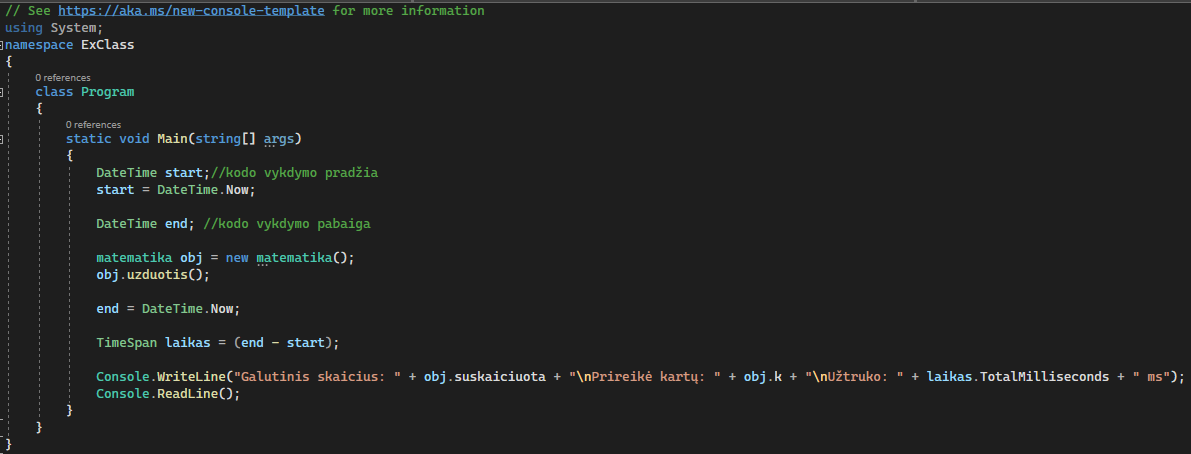 // See https://aka.ms/new-console-template for more information
using System;
namespace ExClass
{
0 references
class Program
{
0 references
static void Main(string[] args)
{
DateTime start;//kodo vykdymo pradžia
start = DateTime.Now;
DateTime end; //kodo vykdymo pabaiga
matematika obj = new matematika();
obj.uzduotis();
end = DateTime.Now;
TimeSpan laikas = (end - start);
Console.WriteLine("Galutinis skaicius: " + obj.suskaiciuota + "\nPrireikė kartų: " + obj.k + "\nUžtruko: " + laikas.TotalMilliseconds + " ms");
Console.ReadLine();
}
}
}